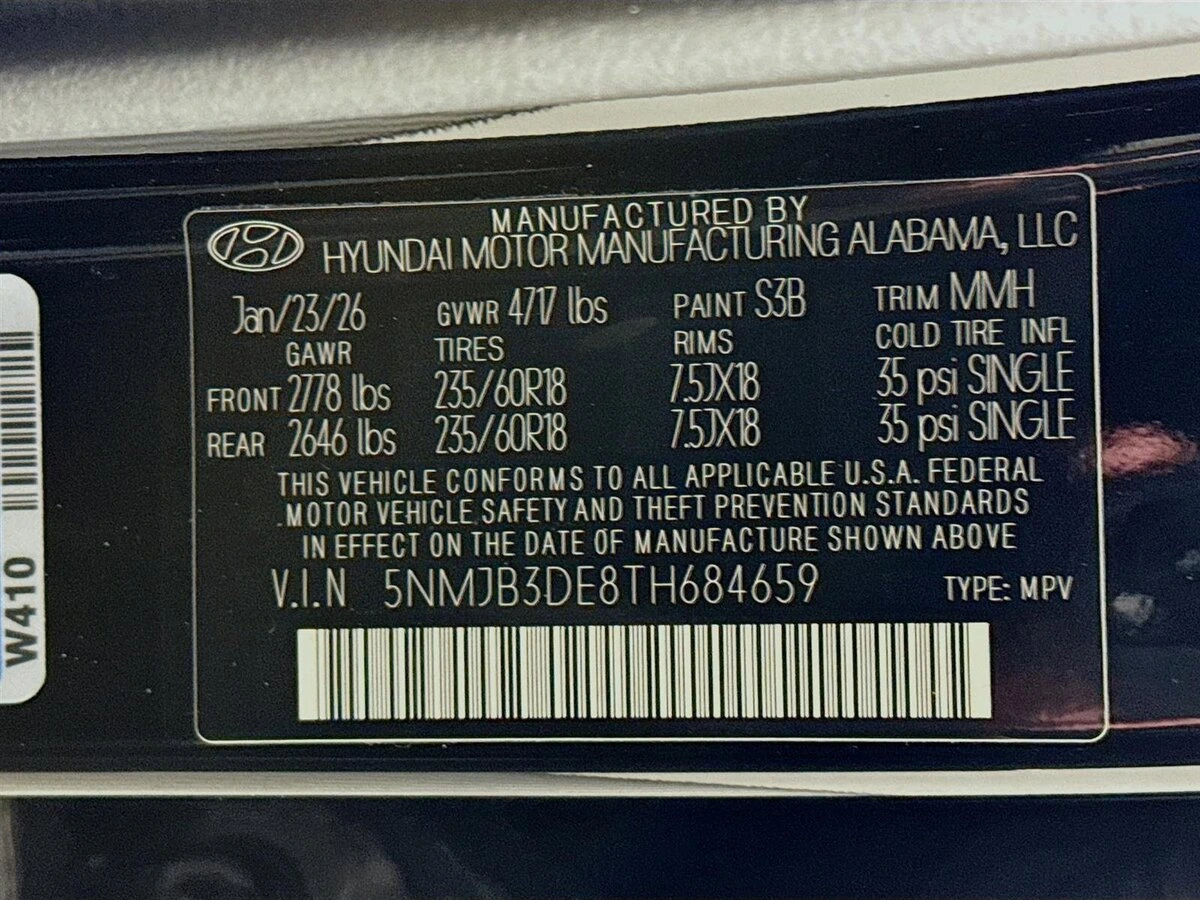 MANUFACTURED BY
HYUNDAI MOTOR MANUFACTURING ALABAMA, LLC
Jan/23/26 GVWR 4717 lbs PAINT S3B TRIM MMH
GAWR TIRES RIMS COLD TIRE INFL
FRONT 2778 lbs 235/60R18 7.5JX18 35 psi SINGLE
REAR 2646 lbs 235/60R18 7.5JX18 35 psi SINGLE
THIS VEHICLE CONFORMS TO ALL APPLICABLE U.S.A. FEDERAL
MOTOR VEHICLE SAFETY AND THEFT PREVENTION STANDARDS
IN EFFECT ON THE DATE OF MANUFACTURE SHOWN ABOVE
V.I.N 5NMJB3DE8TH684659 TYPE: MPV
W410